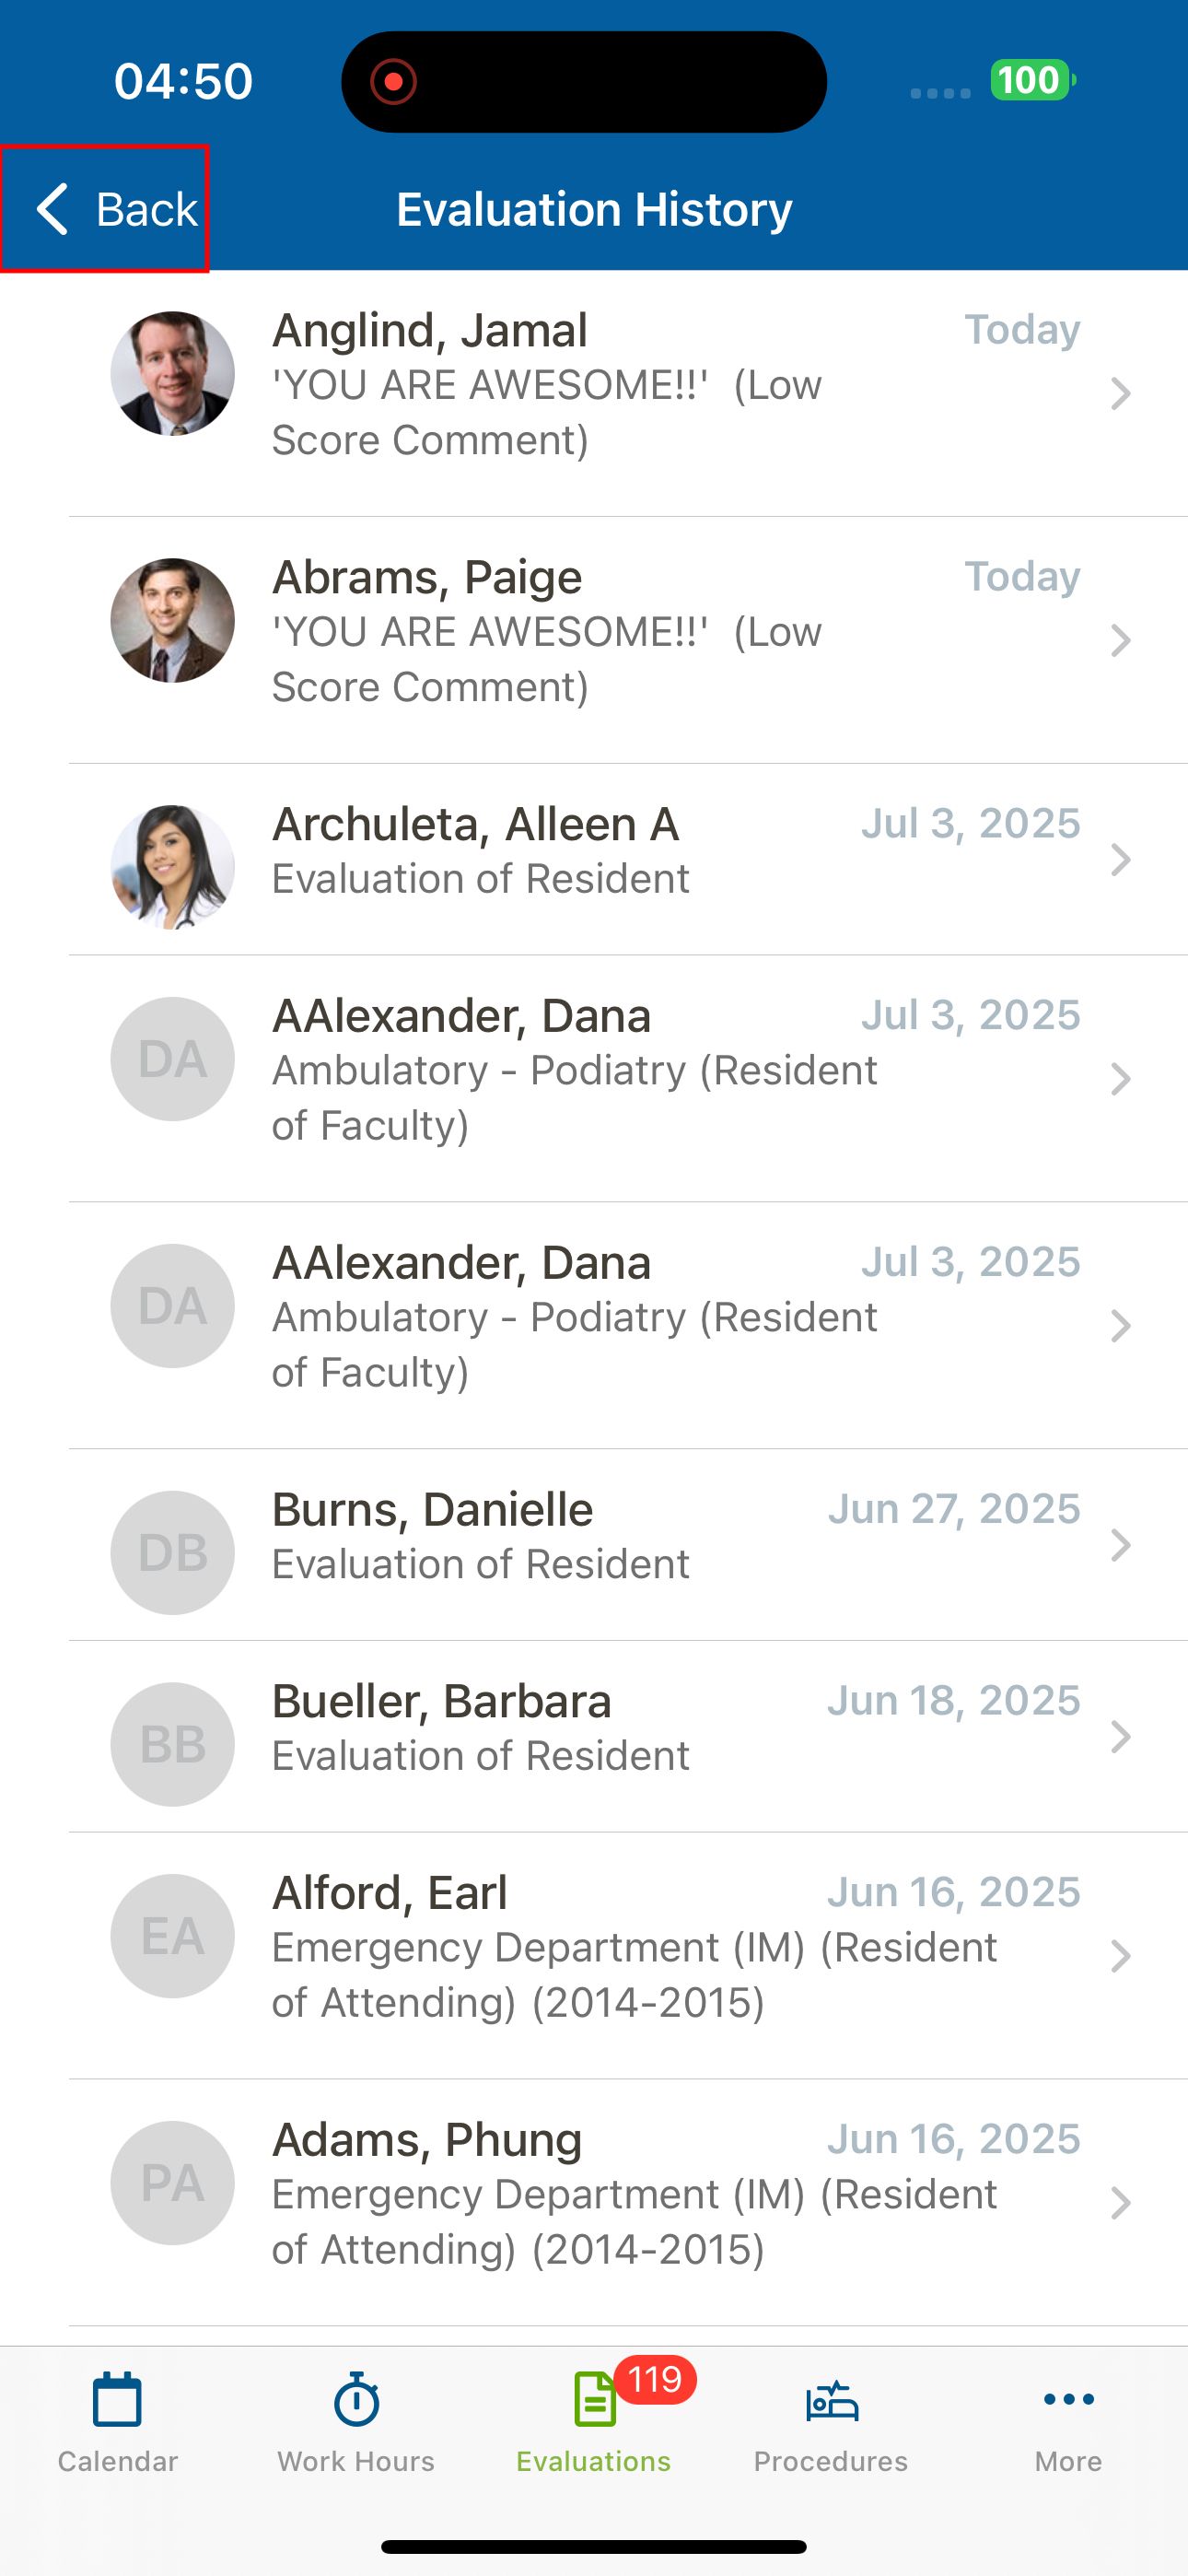 04:50
100
Back
Evaluation History
Anglind, Jamal
Today
'YOU ARE AWESOME!!'  (Low
Score Comment)
Abrams, Paige
Today
'YOU ARE AWESOME!!'  (Low
Score Comment)
Archuleta, Alleen A
Jul 3, 2025
Evaluation of Resident
DA
AAlexander, Dana
Jul 3, 2025
Ambulatory - Podiatry (Resident
of Faculty)
DA
AAlexander, Dana
Jul 3, 2025
Ambulatory - Podiatry (Resident
of Faculty)
DB
Burns, Danielle
Jun 27, 2025
Evaluation of Resident
BB
Bueller, Barbara
Jun 18, 2025
Evaluation of Resident
EA
Alford, Earl
Jun 16, 2025
Emergency Department (IM) (Resident
of Attending) (2014-2015)
PA
Adams, Phung
Jun 16, 2025
Emergency Department (IM) (Resident
of Attending) (2014-2015)
119
Calendar
Work Hours
Evaluations
Procedures
More